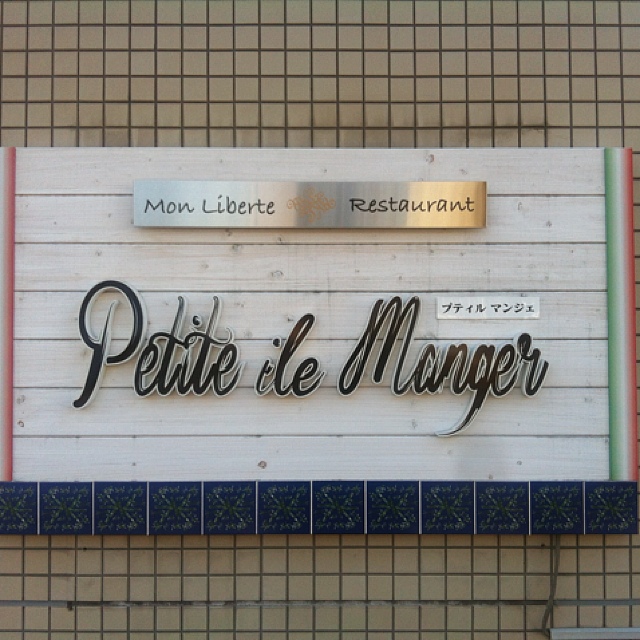 Mon Liberte Restaurant
プティル マンジェ
Petite ile Manger